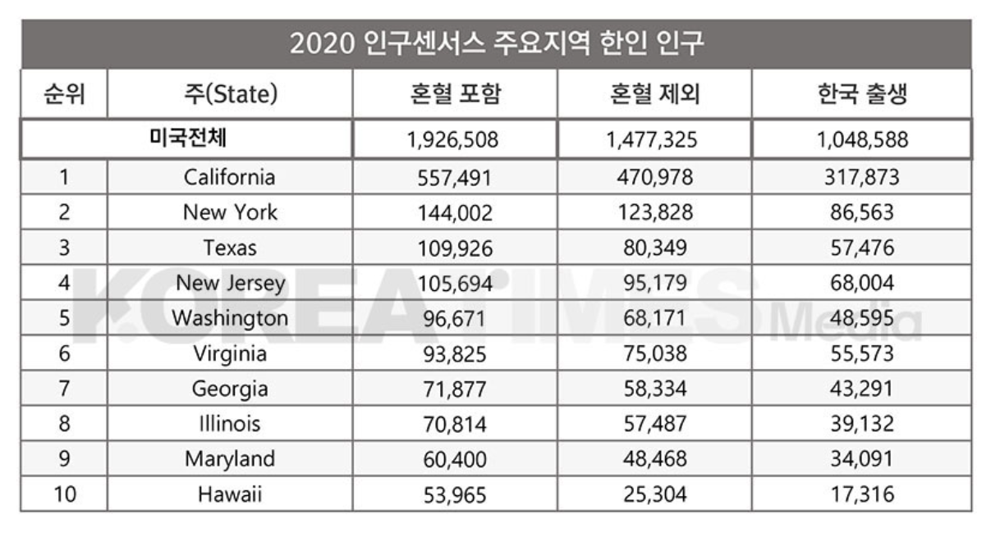 2020 인구센서스 주요지역 한인 인구
순위 주(State) 혼혈 포함 혼혈 제외 한국 출생
미국전체 1,926,508 1,477,325 1,048,588
1 California 557,491 470,978 317,873
2 New York 144,002 123,828 86,563
3 Texas 109,926 80,349 57,476
4 New Jersey 105,694 95,179 68,004
5 Washington 96,671 68,171 48,595
6 Virginia 93,825 75,038 55,573
7 Georgia 71,877 58,334 43,291
8 Illinois 70,814 57,487 39,132
9 Maryland 60,400 48,468 34,091
10 Hawaii 53,965 25,304 17,316
KOREATiMES Media